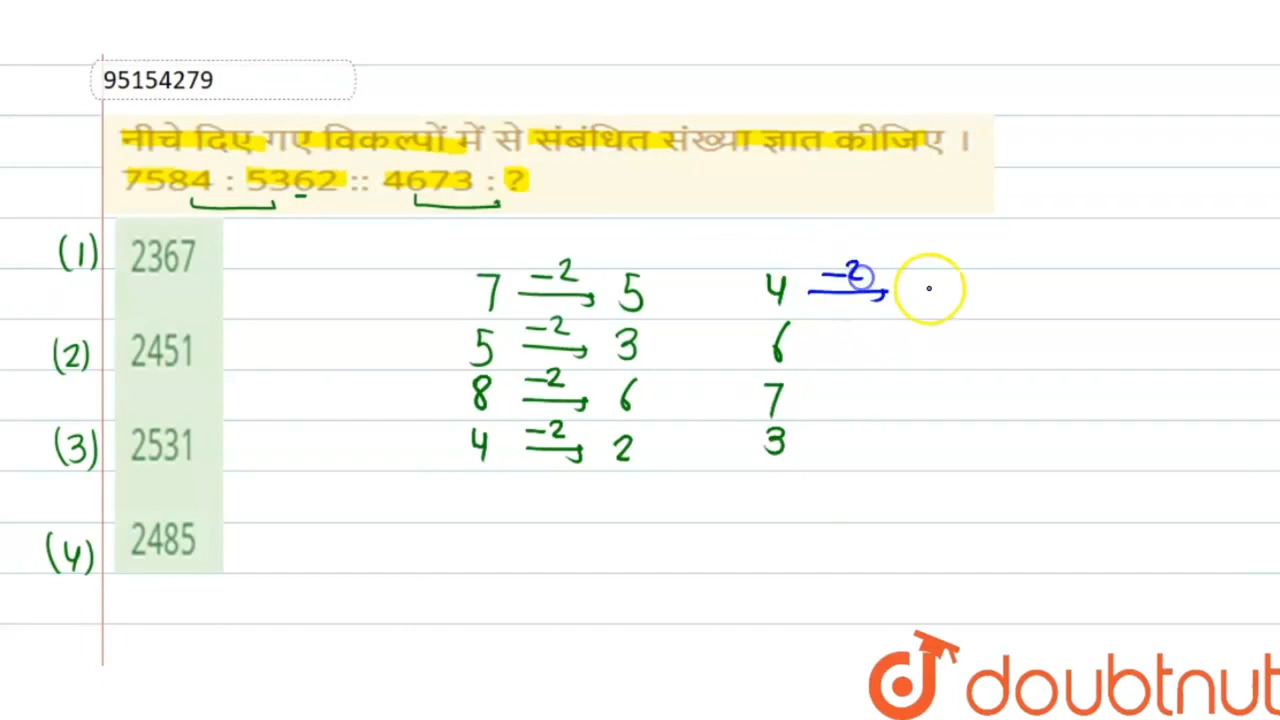 95154279
नीचे दिए गए विकल्पों में से संबंधित संख्या ज्ञात कीजिए ।
7584 : 5362 :: 4673 : ?
(1) 2367
(2) 2451
(3) 2531
(4) 2485
7 -2 5 4 -2
5 -2 3 6
8 -2 6 7
4 -2 2 3
doubtnut